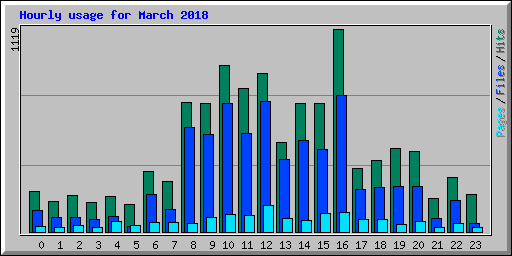 Hourly usage for March 2018
1119
Pages/Files/Hits
0 1 2 3 4 5 6 7 8 9 10 11 12 13 14 15 16 17 18 19 20 21 22 23